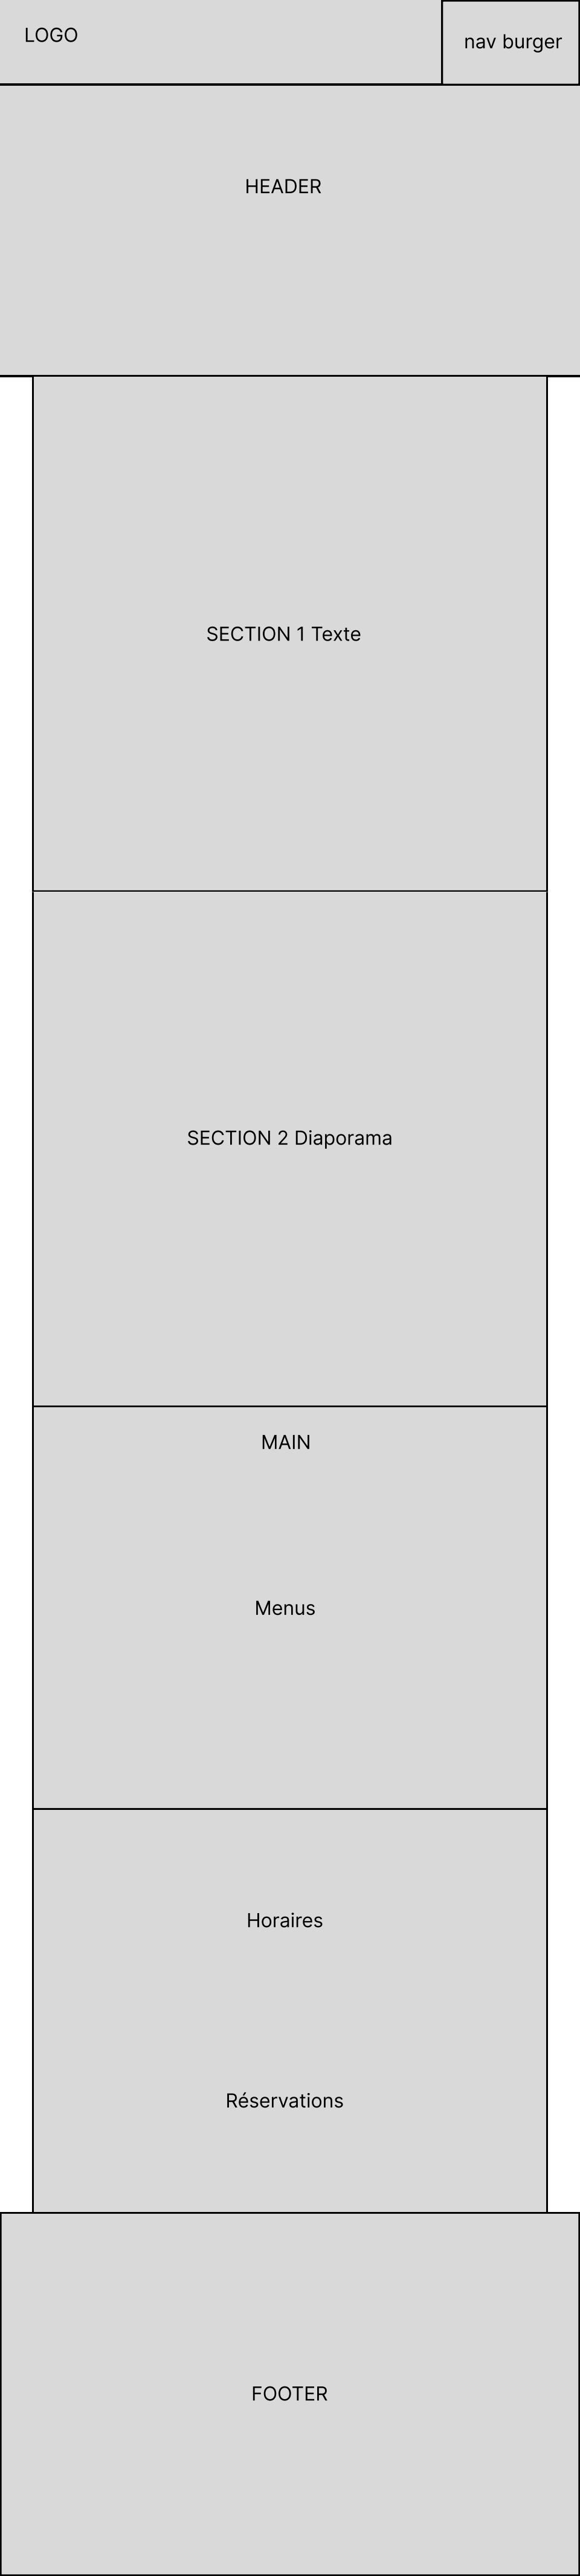 LOGO
nav burger
HEADER
SECTION 1 Texte
SECTION 2 Diaporama
MAIN
Menus
Horaires
Réservations
FOOTER